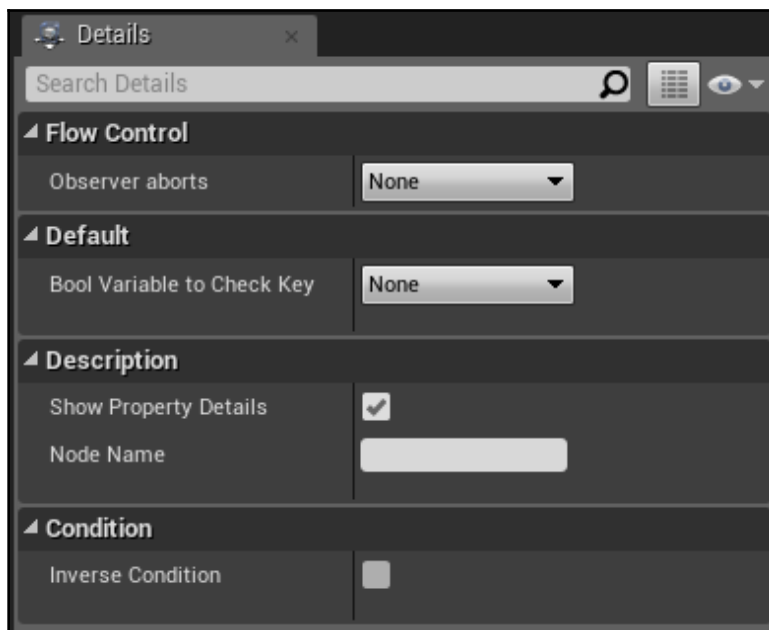 Details
Search Details
Flow Control
Observer aborts None
Default
Bool Variable to Check Key None
Description
Show Property Details
Node Name
Condition
Inverse Condition